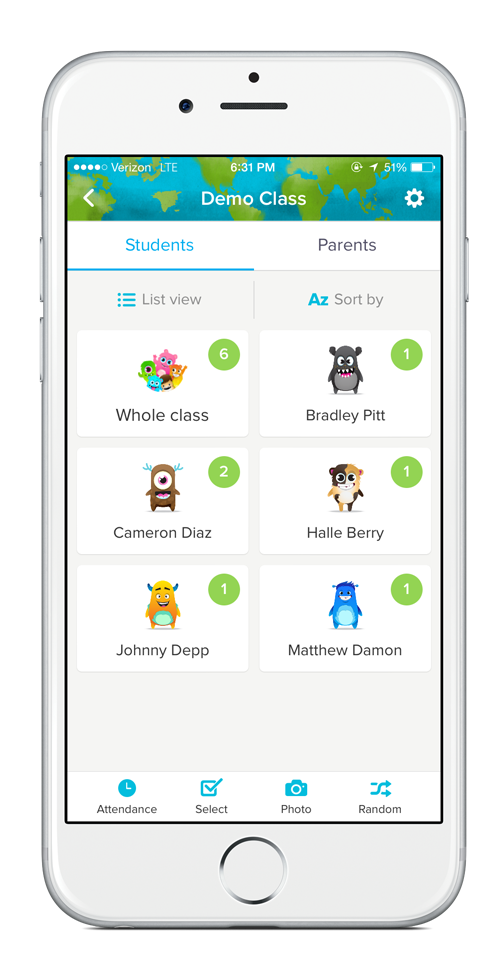 Verizon LTE 6:31 PM 51%
Demo Class
Students Parents
List view Az Sort by
6 1
Whole class Bradley Pitt
2 1
Cameron Diaz Halle Berry
1 1
Johnny Depp Matthew Damon
Attendance Select Photo Random